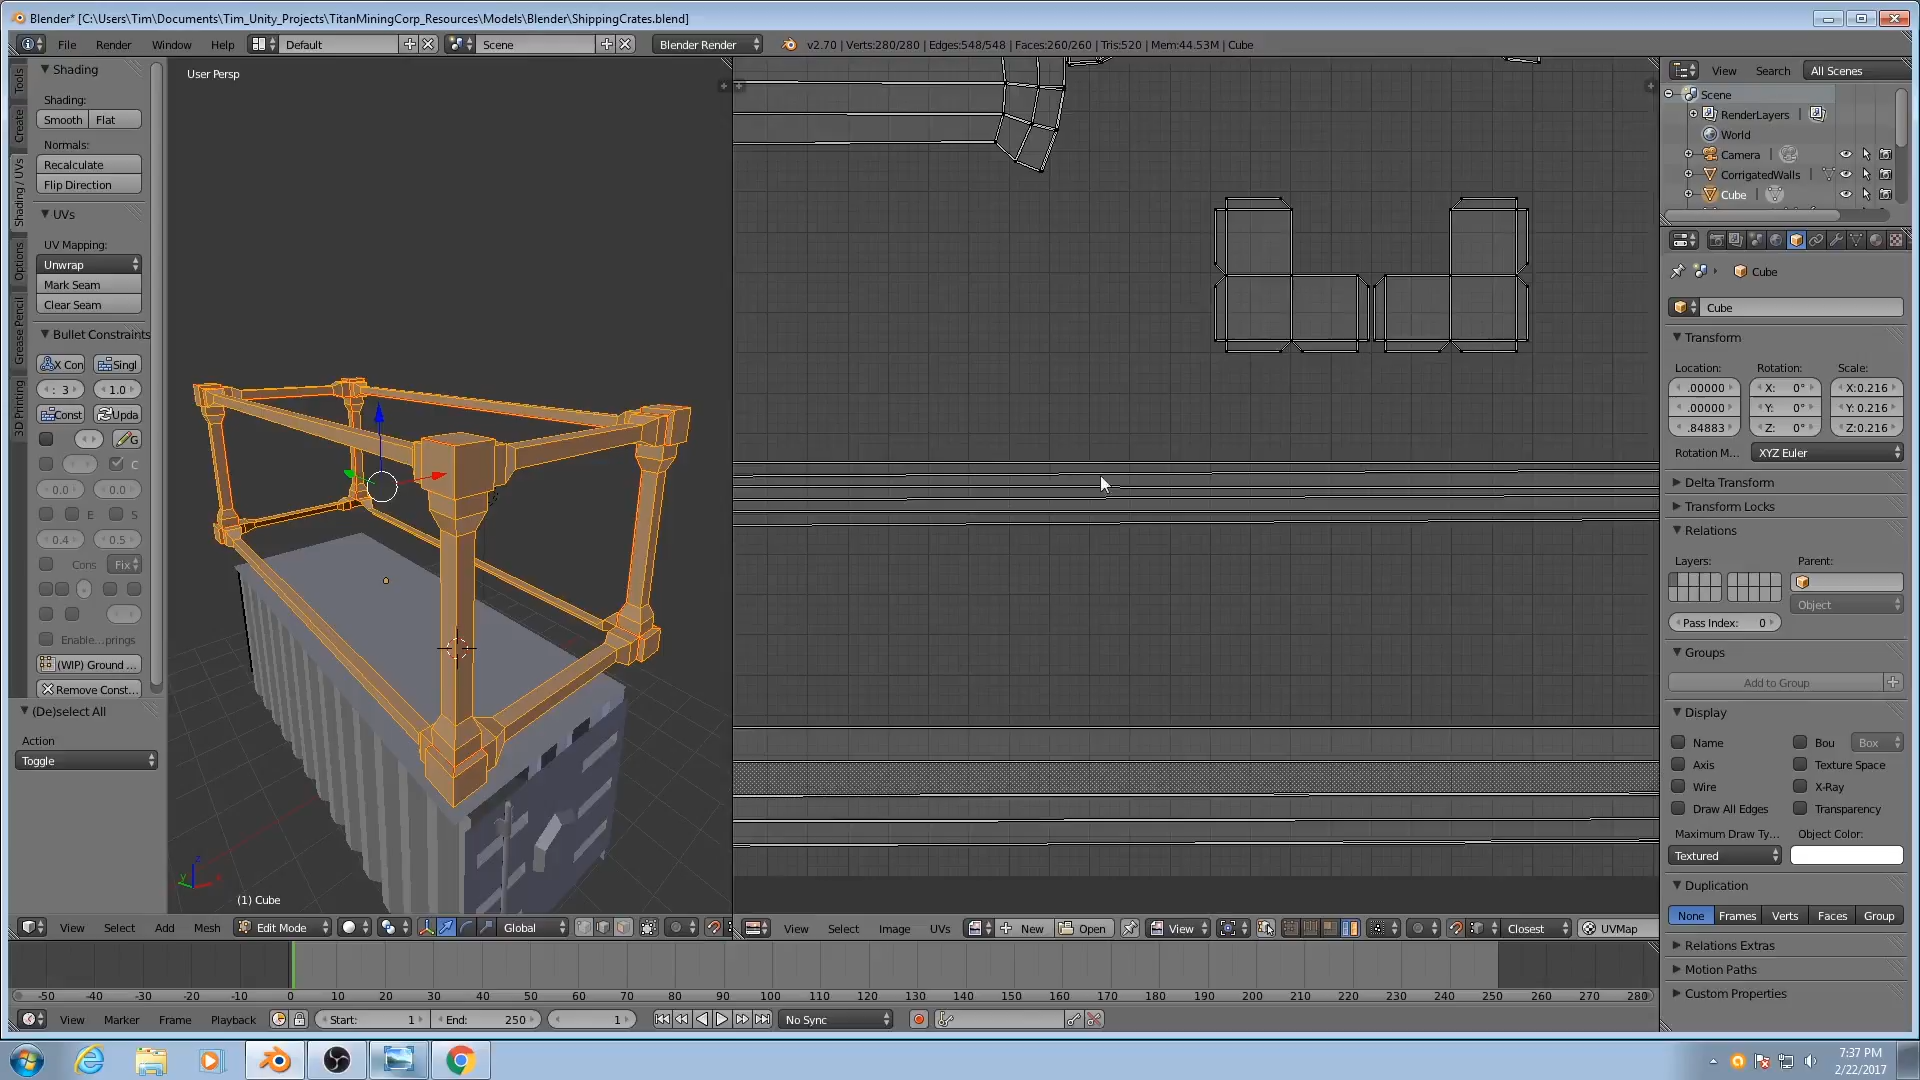 Blender* [C:\Users\Tim\Documents\Tim_Unity_Projects\TitanMiningCorp_Resources\Models\Blender\ShippingCrates.blend]
File Render Window Help Default Scene Blender Render v2.70 | Verts:280/280 | Edges:548/548 | Faces:260/260 | Tris:520 | Mem:44.53M | Cube
Tools
Create
Shading / UVs
Options
Grease Pencil
3D Printing
Shading
Shading:
Smooth Flat
Normals:
Recalculate
Flip Direction
UVs
UV Mapping:
Unwrap
Mark Seam
Clear Seam
Bullet Constraints
X Con Singl
: 3 1.0
Const Upda
G
C
0.0 0.0
E S
0.4 0.5
Cons Fix
Enable...prings
(WIP) Ground ...
Remove Const...
(De)select All
Action
Toggle
User Persp
z
y
x
(1) Cube
View Select Add Mesh Edit Mode Global
View Select Image UVs New Open View Closest UVMap
View Search All Scenes
Scene
RenderLayers
World
Camera
CorrigatedWalls
Cube
Cube
Cube
Transform
Location: Rotation: Scale:
.00000 X: 0° X:0.216
.00000 Y: 0° Y: 0.216
.84883 Z: 0° Z:0.216
Rotation M... XYZ Euler
Delta Transform
Transform Locks
Relations
Layers: Parent:
Object
Pass Index: 0
Groups
Add to Group
Display
Name Bou Box
Axis Texture Space
Wire X-Ray
Draw All Edges Transparency
Maximum Draw Ty... Object Color:
Textured
Duplication
None Frames Verts Faces Group
Relations Extras
Motion Paths
Custom Properties
-50 -40 -30 -20 -10 0 10 20 30 40 50 60 70 80 90 100 110 120 130 140 150 160 170 180 190 200 210 220 230 240 250 260 270 280
View Marker Frame Playback Start: 1 End: 250 1 No Sync
7:37 PM
2/22/2017